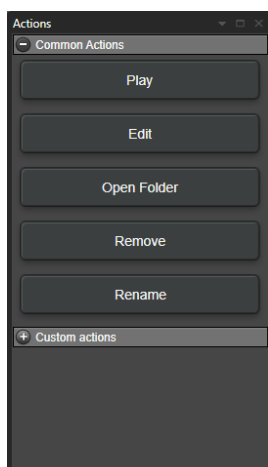 Actions
Common Actions
Play
Edit
Open Folder
Remove
Rename
Custom actions